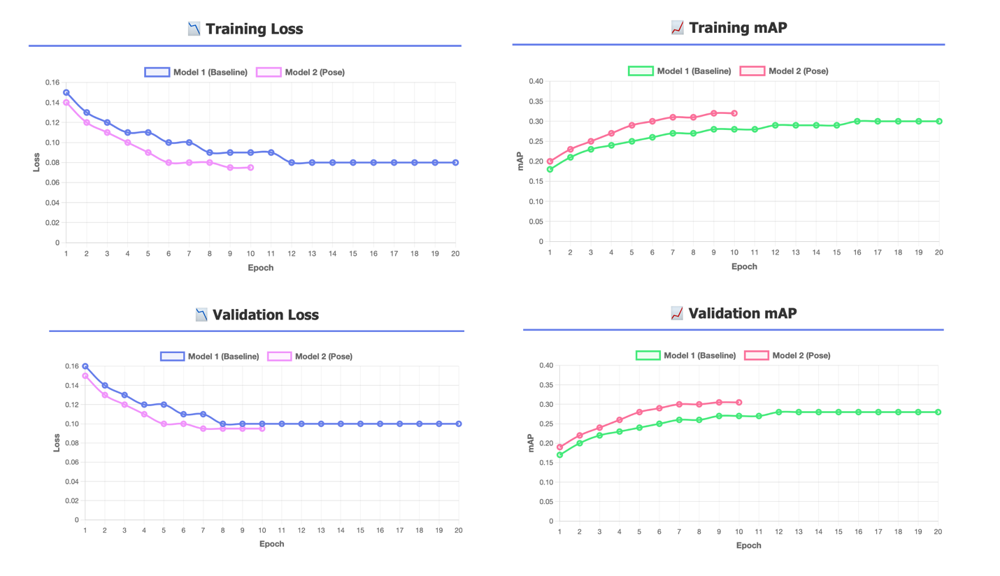 📉 Training Loss
Model 1 (Baseline) Model 2 (Pose)
0.16
0.14
0.12
0.10
0.08
0.06
0.04
0.02
0
Loss
1 2 3 4 5 6 7 8 9 10 11 12 13 14 15 16 17 18 19 20
Epoch
📈 Training mAP
Model 1 (Baseline) Model 2 (Pose)
0.40
0.35
0.30
0.25
0.20
0.15
0.10
0.05
0
mAP
1 2 3 4 5 6 7 8 9 10 11 12 13 14 15 16 17 18 19 20
Epoch
📉 Validation Loss
Model 1 (Baseline) Model 2 (Pose)
0.16
0.14
0.12
0.10
0.08
0.06
0.04
0.02
0
Loss
1 2 3 4 5 6 7 8 9 10 11 12 13 14 15 16 17 18 19 20
Epoch
📈 Validation mAP
Model 1 (Baseline) Model 2 (Pose)
0.40
0.35
0.30
0.25
0.20
0.15
0.10
0.05
0
mAP
1 2 3 4 5 6 7 8 9 10 11 12 13 14 15 16 17 18 19 20
Epoch